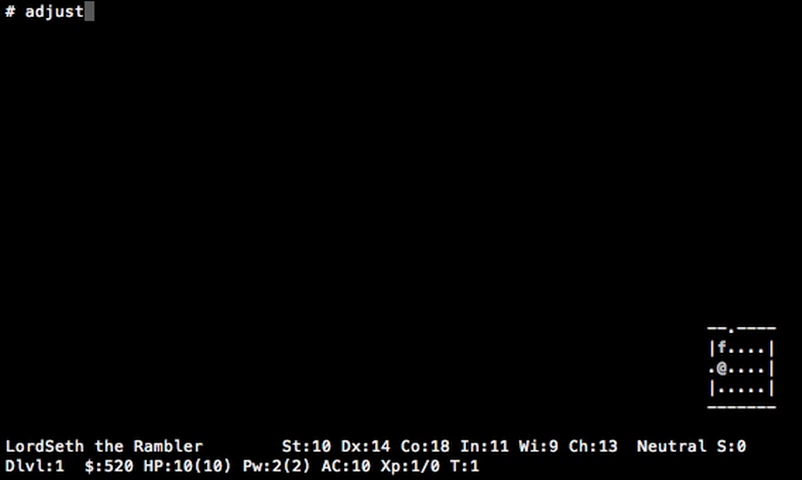 # adjust
--.----
|f....|
.@....|
|.....|
-------
LordSeth the Rambler St:10 Dx:14 Co:18 In:11 Wi:9 Ch:13 Neutral S:0
Dlvl:1 $:520 HP:10(10) Pw:2(2) AC:10 Xp:1/0 T:1